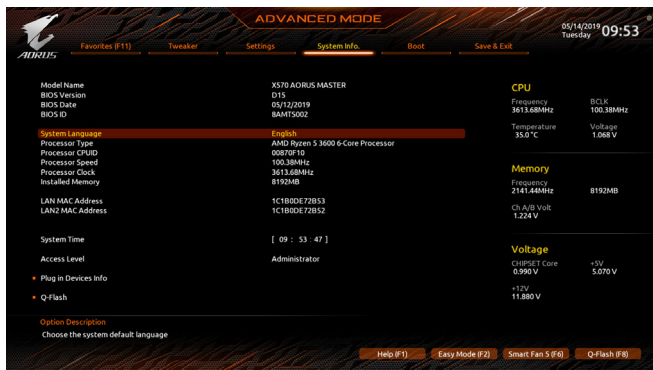 ADVANCED MODE
05/14/2019
Tuesday 09:53
AORUS
Favorites (F11) Tweaker Settings System Info. Boot Save & Exit
Model Name X570 AORUS MASTER
BIOS Version D15
BIOS Date 05/12/2019
BIOS ID 8AMTS002
System Language English
Processor Type AMD Ryzen 5 3600 6-Core Processor
Processor CPUID 00870F10
Processor Speed 100.38MHz
Processor Clock 3613.68MHz
Installed Memory 8192MB
LAN MAC Address 1C1B0DE72B53
LAN2 MAC Address 1C1B0DE72B52
System Time [ 09 : 53 : 47 ]
Access Level Administrator
Plug in Devices Info
Q-Flash
Option Description
Choose the system default language
CPU
Frequency BCLK
3613.68MHz 100.38MHz
Temperature Voltage
35.0 °C 1.068 V
Memory
Frequency
2141.44MHz 8192MB
Ch A/B Volt
1.224 V
Voltage
CHIPSET Core +5V
0.990 V 5.070 V
+12V
11.880 V
Help (F1) Easy Mode (F2) Smart Fan 5 (F6) Q-Flash (F8)